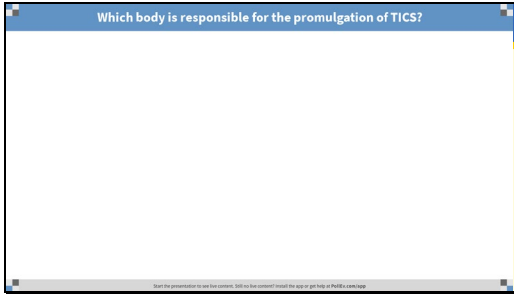 Which body is responsible for the promulgation of TICS?
Start the presentation to see live content. Still no live content? Install the app or get help at PollEv.com/app